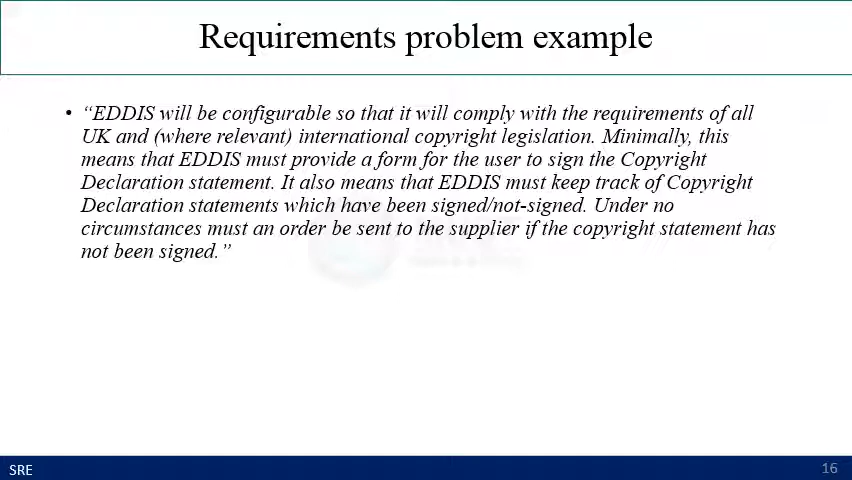 Requirements problem example
• “EDDIS will be configurable so that it will comply with the requirements of all
UK and (where relevant) international copyright legislation. Minimally, this
means that EDDIS must provide a form for the user to sign the Copyright
Declaration statement. It also means that EDDIS must keep track of Copyright
Declaration statements which have been signed/not-signed. Under no
circumstances must an order be sent to the supplier if the copyright statement has
not been signed.”
SRE
16